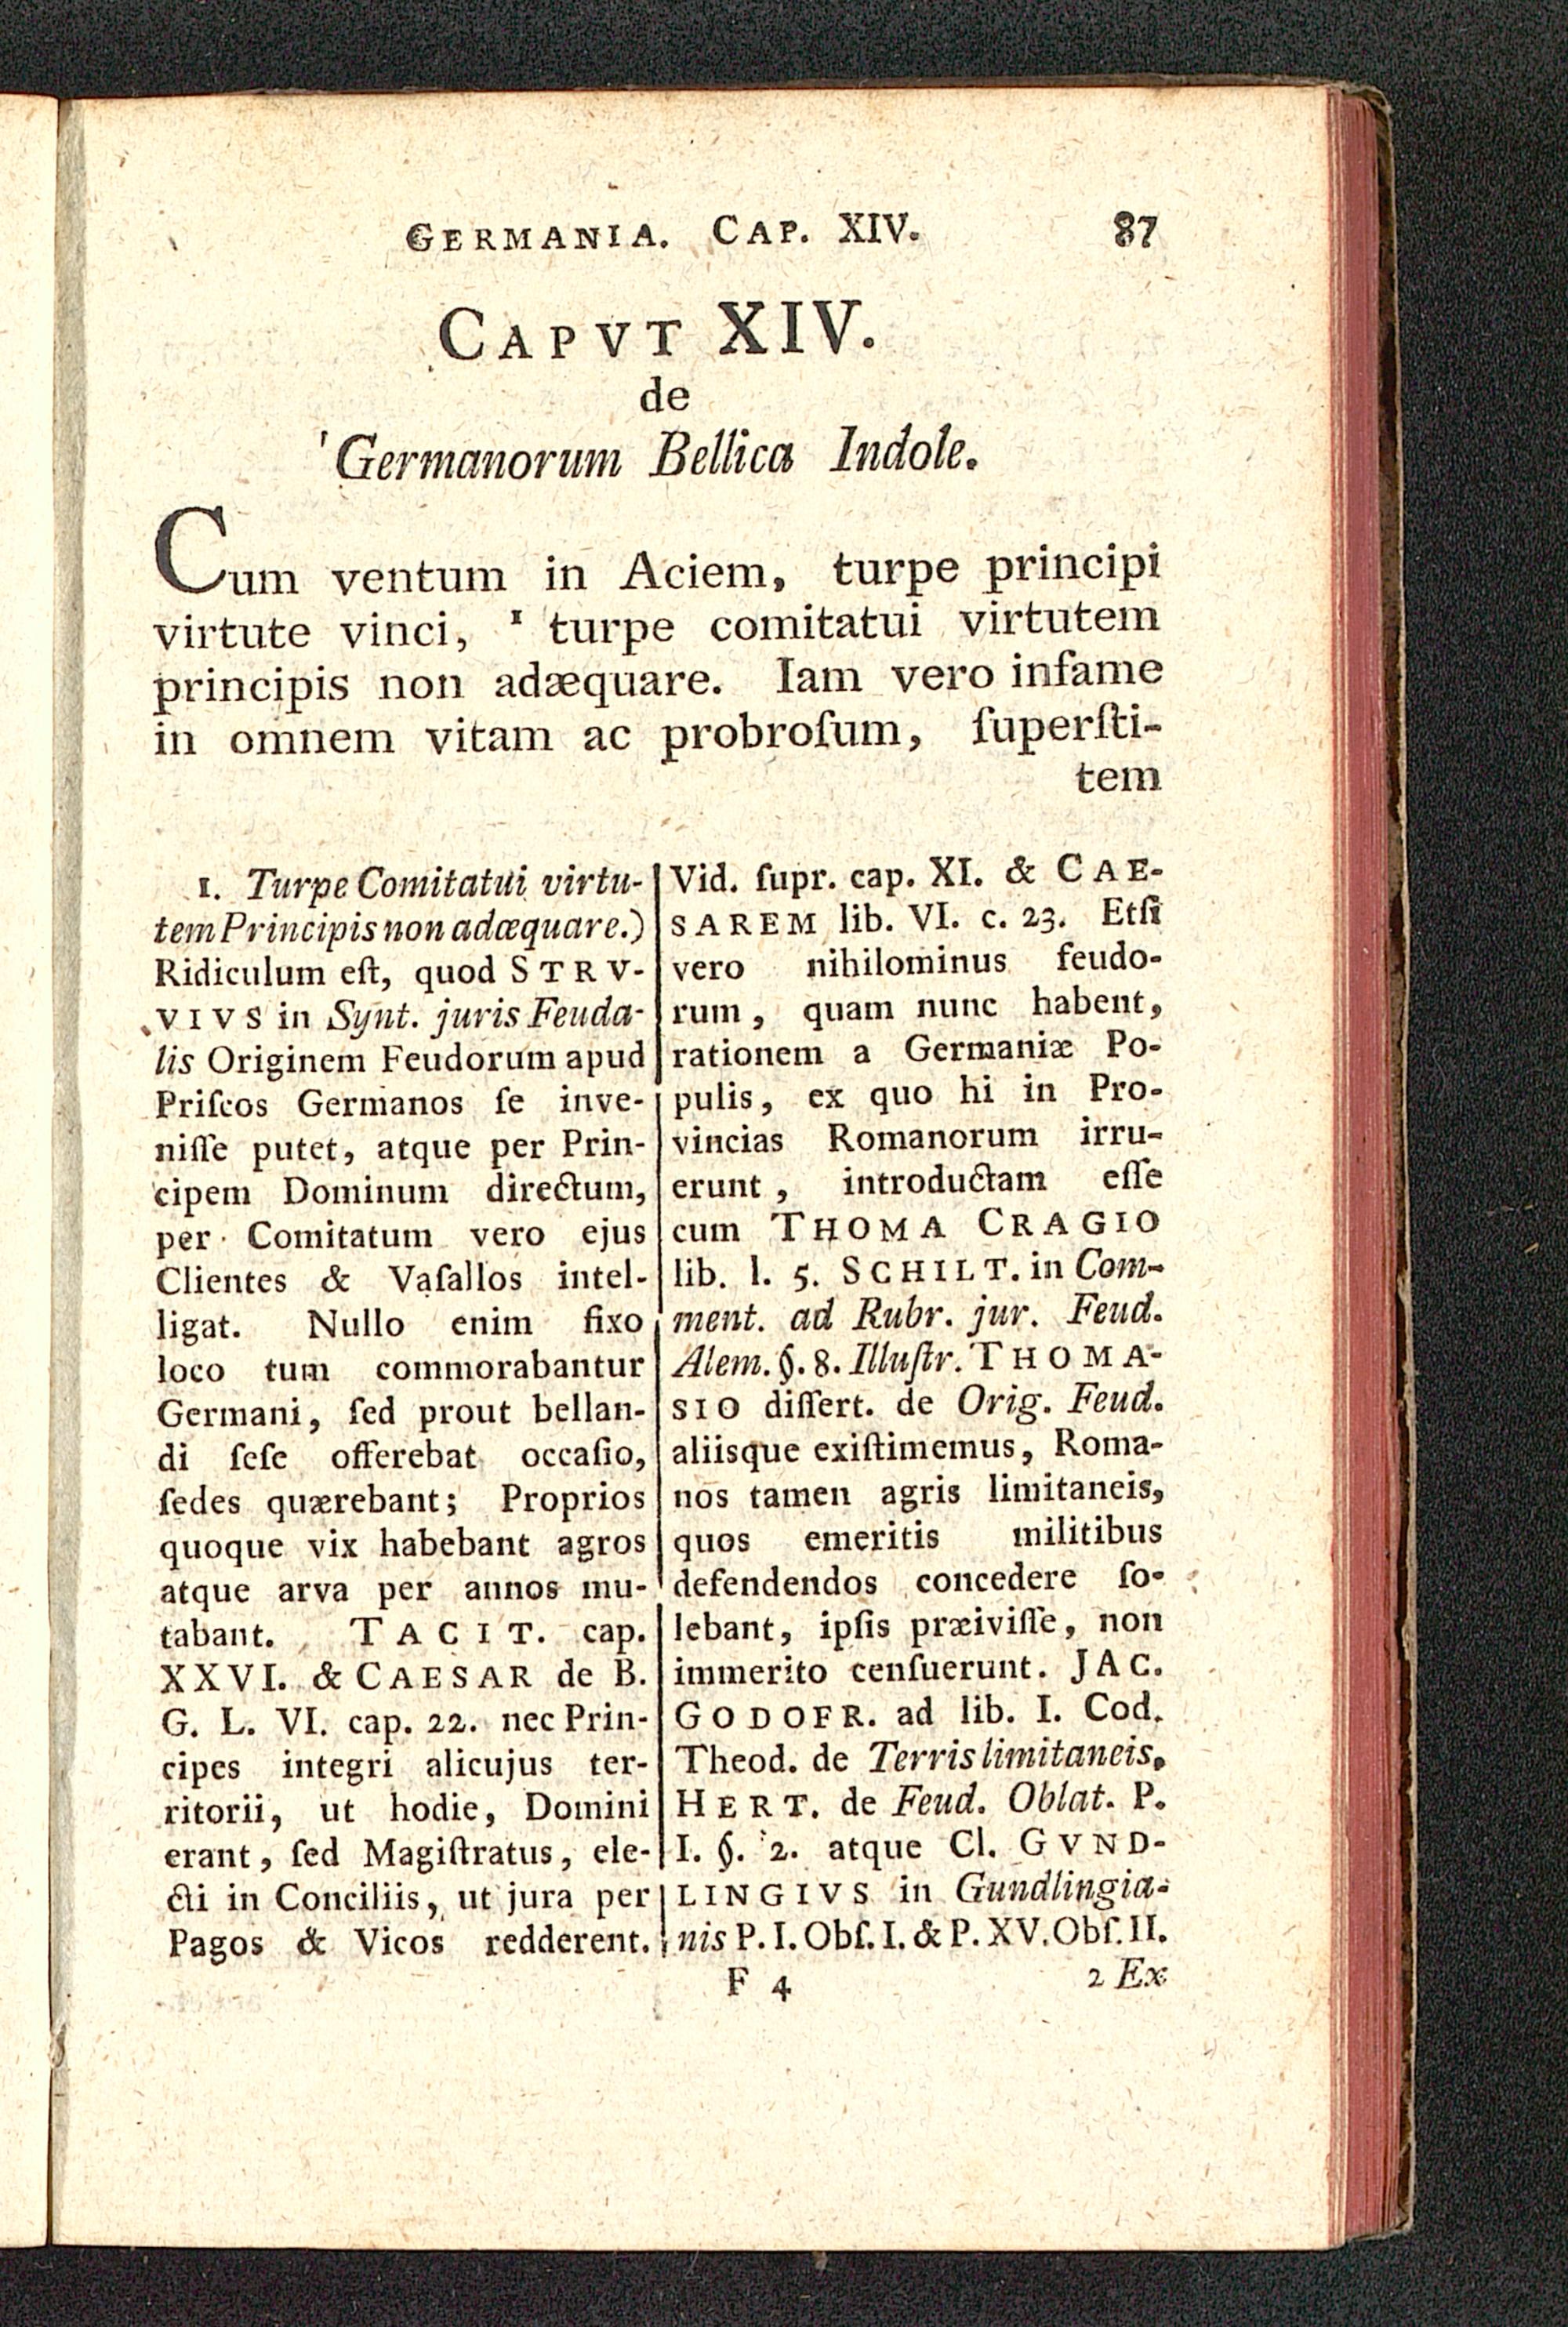 GERMANIA. CAP. XIV. 87
CAPVT XIV.
de
Germanorum Bellica Indole.
Cum ventum in Aciem, turpe principi
virtute vinci, ¹ turpe comitatui virtutem
principis non adæquare. Iam vero infame
in omnem vitam ac probroſum, ſuperſti-
tem
1. Turpe Comitatui virtu-
tem Principis non adæquare.)
Ridiculum eſt, quod STRV-
VIVS in Synt. juris Feuda-
lis Originem Feudorum apud
Priſcos Germanos ſe inve-
niſſe putet, atque per Prin-
cipem Dominum directum,
per Comitatum vero ejus
Clientes & Vaſallos intel-
ligat. Nullo enim fixo
loco tum commorabantur
Germani, ſed prout bellan-
di ſeſe offerebat occaſio,
ſedes quærebant; Proprios
quoque vix habebant agros
atque arva per annos mu-
tabant. TACIT. cap.
XXVI. & CAESAR de B.
G. L. VI. cap. 22. nec Prin-
cipes integri alicujus ter-
ritorii, ut hodie, Domini
erant, ſed Magiſtratus, ele-
cti in Conciliis, ut jura per
Pagos & Vicos redderent.
Vid. ſupr. cap. XI. & CAE-
SAREM lib. VI. c. 23. Etſi
vero nihilominus feudo-
rum, quam nunc habent,
rationem a Germaniæ Po-
pulis, ex quo hi in Pro-
vincias Romanorum irru-
erunt, introductam eſſe
cum THOMA CRAGIO
lib. l. 5. SCHILT. in Com-
ment. ad Rubr. jur. Feud.
Alem. §. 8. Illuſtr. THOMA-
SIO diſſert. de Orig. Feud.
aliisque exiſtimemus, Roma-
nos tamen agris limitaneis,
quos emeritis militibus
defendendos concedere ſo-
lebant, ipſis præiviſſe, non
immerito cenſuerunt. JAC.
GODOFR. ad lib. I. Cod.
Theod. de Terris limitaneis,
HERT. de Feud. Oblat. P.
I. §. 2. atque Cl. GVND-
LINGIVS in Gundlingia-
nis P. I. Obſ. I. & P. XV. Obſ. II.
F 4 2 Ex